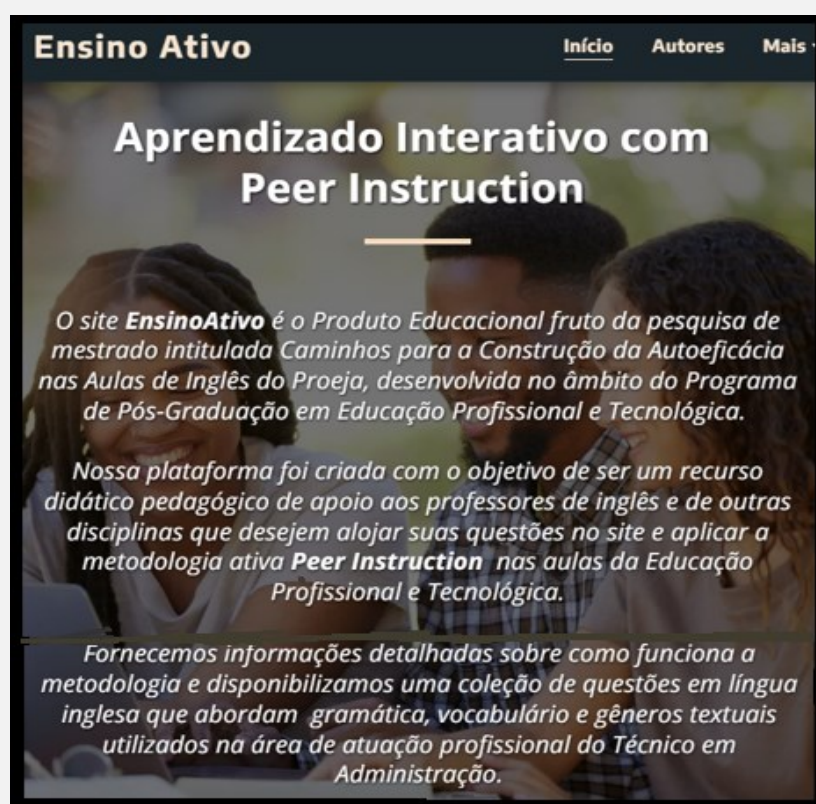 Ensino Ativo
Início Autores Mais
Aprendizado Interativo com
Peer Instruction
O site EnsinoAtivo é o Produto Educacional fruto da pesquisa de
mestrado intitulada Caminhos para a Construção da Autoeficácia
nas Aulas de Inglês do Proeja, desenvolvida no âmbito do Programa
de Pós-Graduação em Educação Profissional e Tecnológica.
Nossa plataforma foi criada com o objetivo de ser um recurso
didático pedagógico de apoio aos professores de inglês e de outras
disciplinas que desejem alojar suas questões no site e aplicar a
metodologia ativa Peer Instruction nas aulas da Educação
Profissional e Tecnológica.
Fornecemos informações detalhadas sobre como funciona a
metodologia e disponibilizamos uma coleção de questões em língua
inglesa que abordam gramática, vocabulário e gêneros textuais
utilizados na área de atuação profissional do Técnico em
Administração.